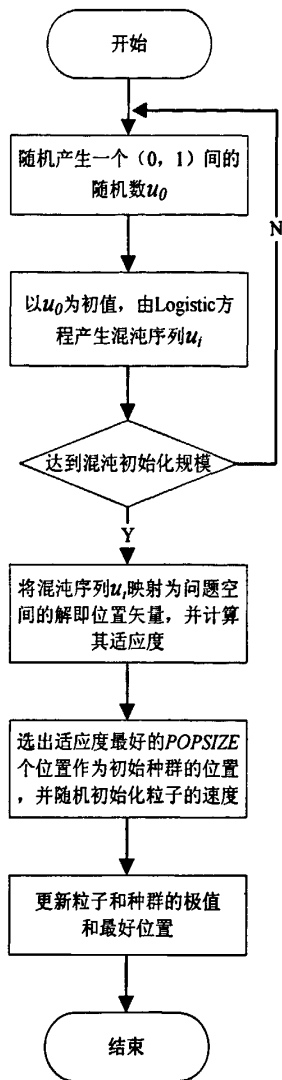 开始
随机产生一个（0，1）间的
随机数u0
N
以u0为初值，由Logistic方
程产生混沌序列ui
达到混沌初始化规模
Y
将混沌序列ui映射为问题空
间的解即位置矢量，并计算
其适应度
选出适应度最好的POPSIZE
个位置作为初始种群的位置
，并随机初始化粒子的速度
更新粒子和种群的极值
和最好位置
结束